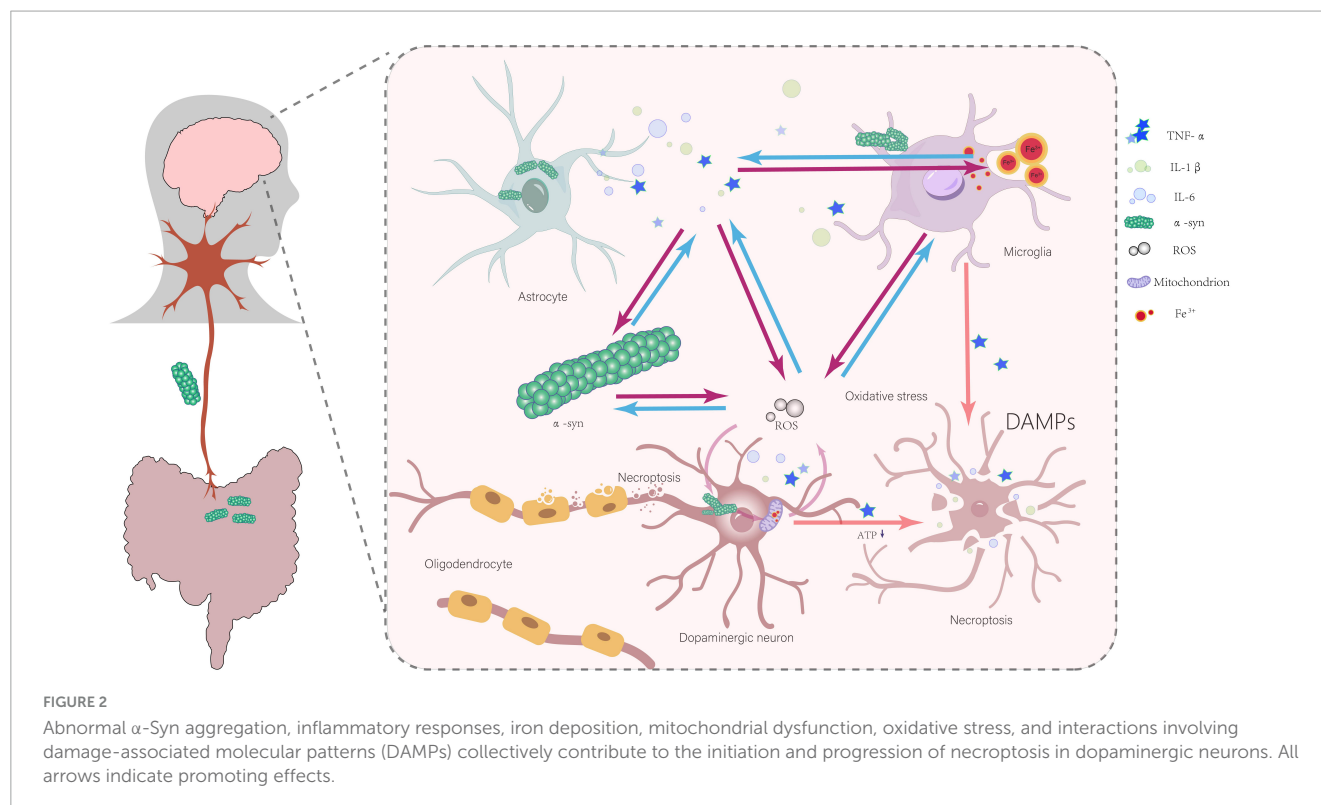 TNF- α
IL-1 β
IL-6
α -syn
ROS
Mitochondrion
Fe³⁺
Microglia
Astrocyte
Oxidative stress
α -syn
ROS
DAMPs
Necroptosis
ATP
Oligodendrocyte
Dopaminergic neuron
Necroptosis
FIGURE 2
Abnormal α-Syn aggregation, inflammatory responses, iron deposition, mitochondrial dysfunction, oxidative stress, and interactions involving
damage-associated molecular patterns (DAMPs) collectively contribute to the initiation and progression of necroptosis in dopaminergic neurons. All
arrows indicate promoting effects.